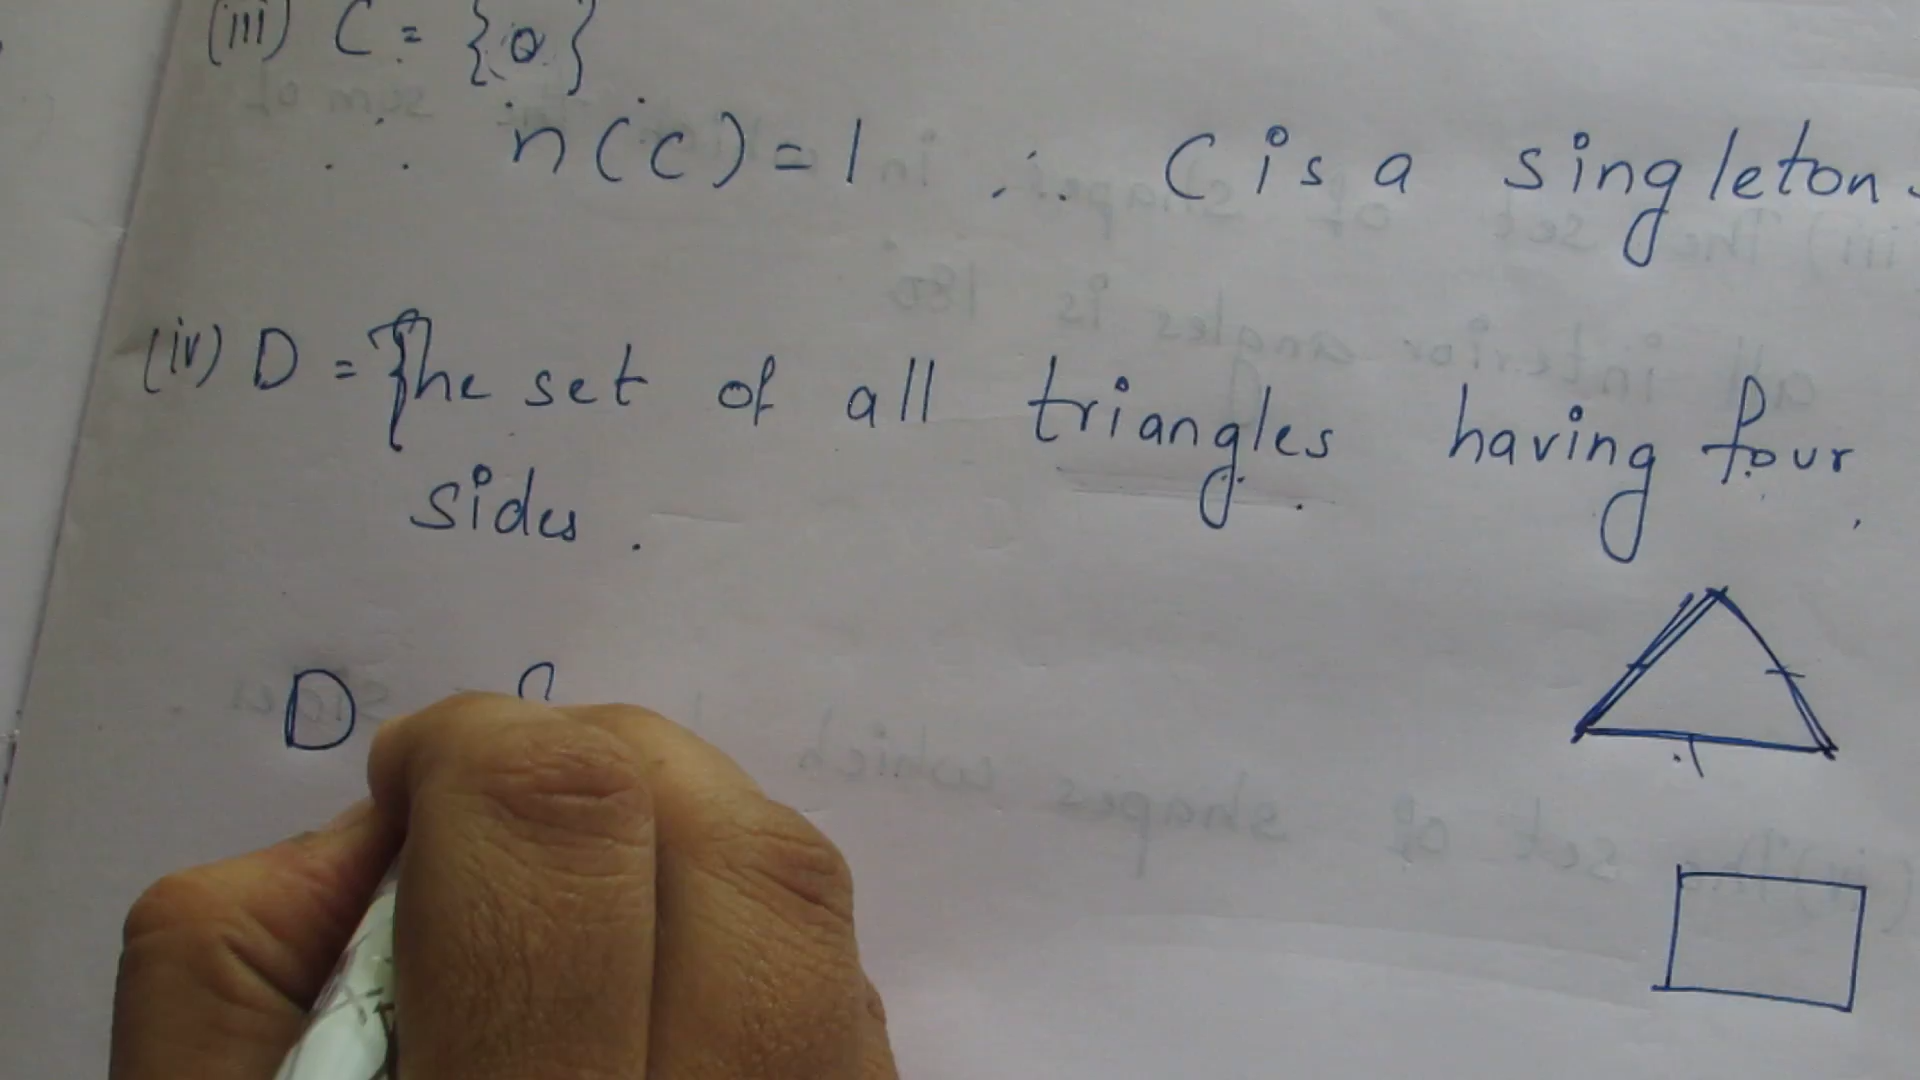 (iii) C = {0}
∴ n(C) = 1 ∴ C is a singleton
(iv) D = {The set of all triangles having four
sides.
D {